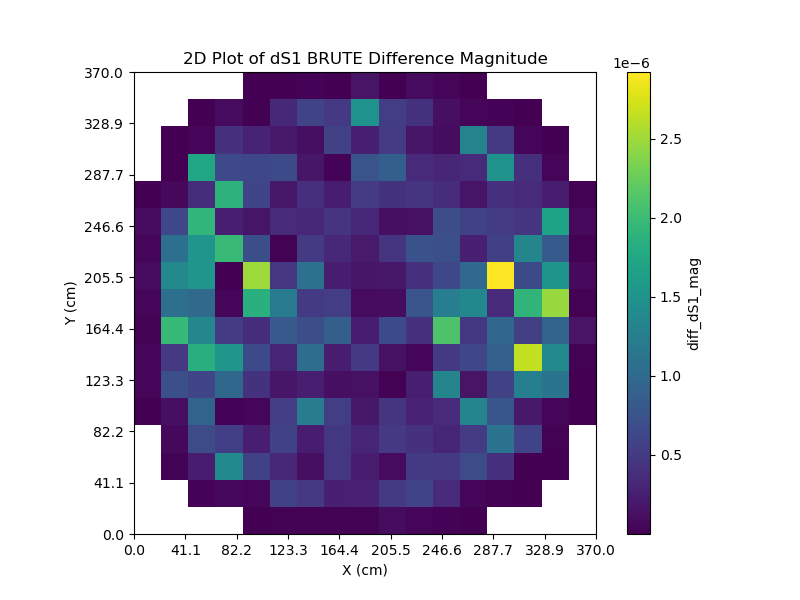 2D Plot of dS1 BRUTE Difference Magnitude
1e−6
370.0
328.9
287.7
246.6
205.5
164.4
123.3
82.2
41.1
0.0
Y (cm)
0.0 41.1 82.2 123.3 164.4 205.5 246.6 287.7 328.9 370.0
X (cm)
2.5
2.0
1.5
1.0
0.5
diff_dS1_mag